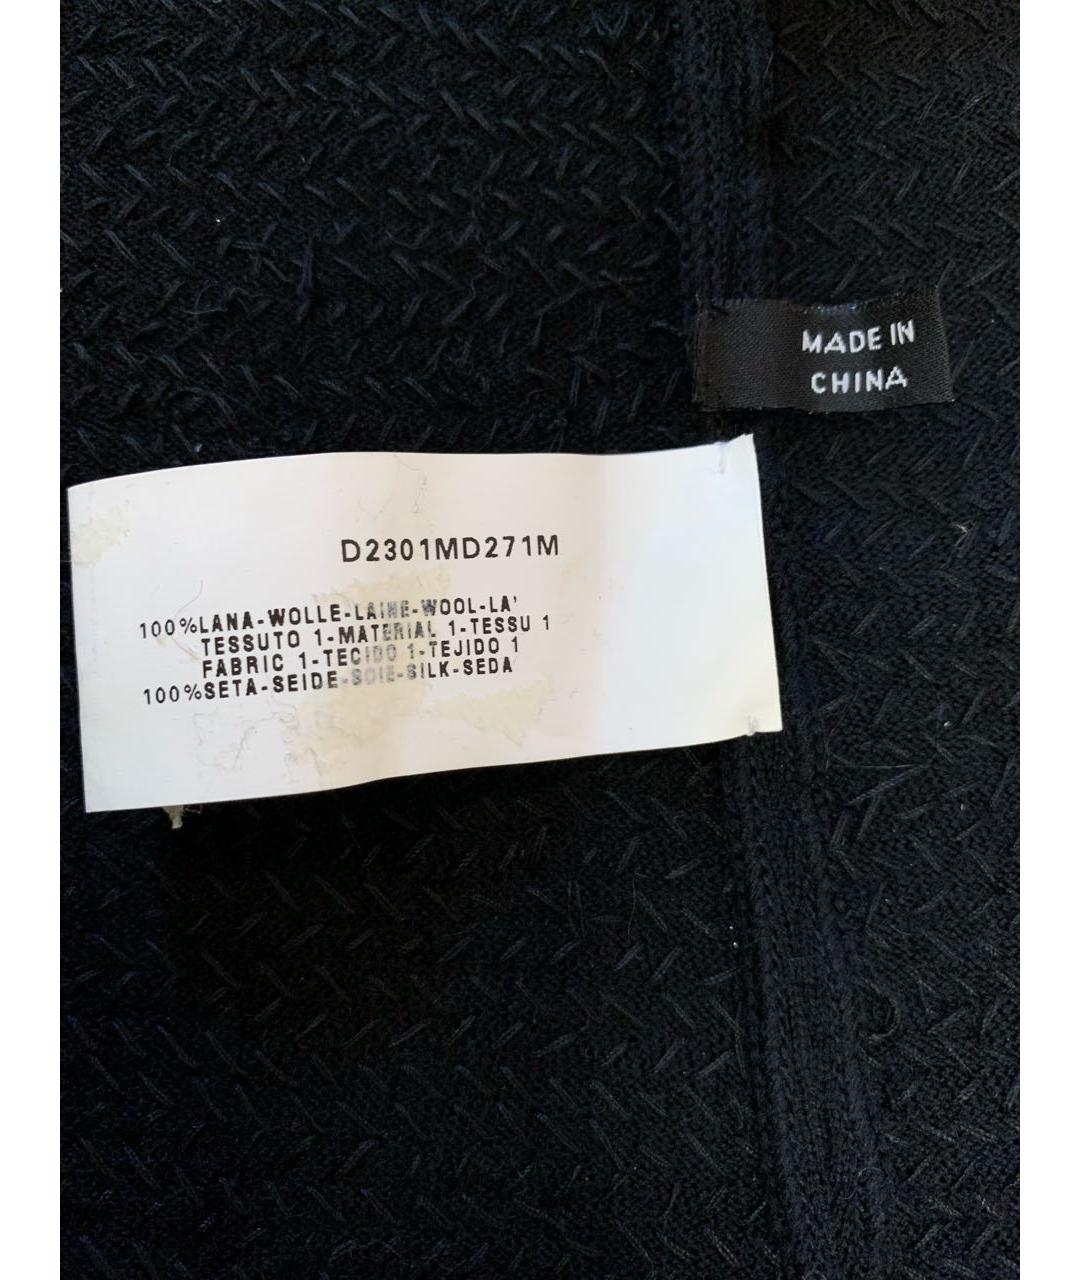 MADE IN
CHINA
D2301MD271M
100%LANA-WOLLE-LAINE-WOOL-LA'
TESSUTO 1-MATERIAL 1-TESSU 1
FABRIC 1-TECIDO 1-TEJIDO 1
100%SETA-SEIDE-SOIE-SILK-SEDA